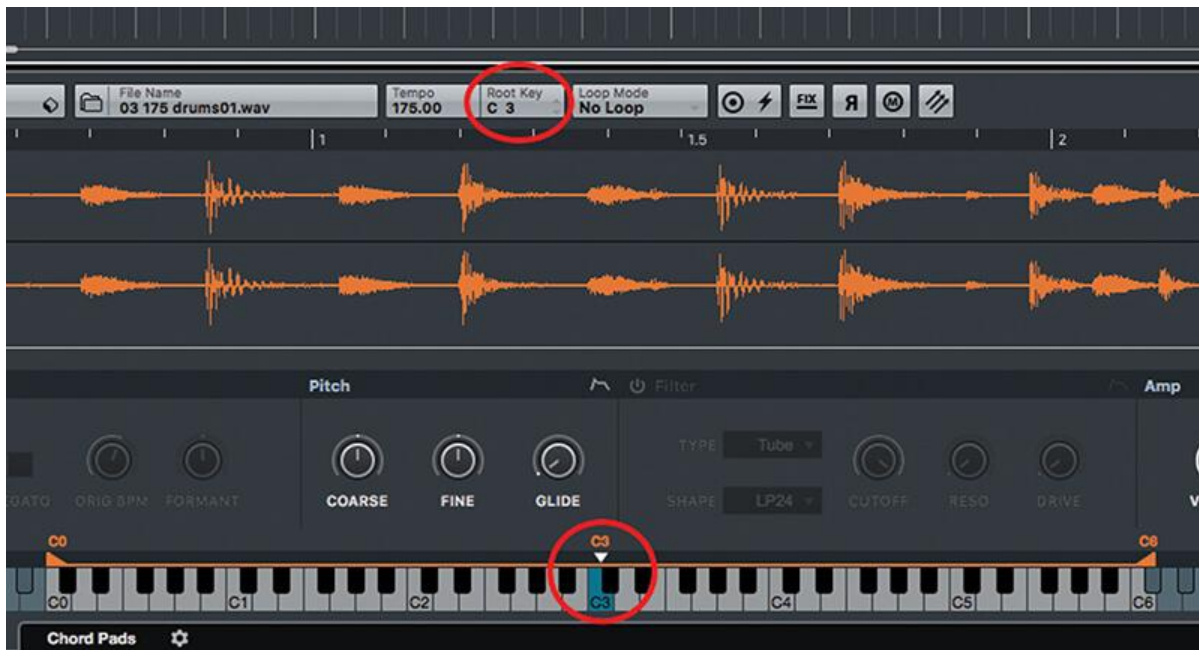 File Name
03 175 drums01.wav
Tempo
175.00
Root Key
C 3
Loop Mode
No Loop
FIX
R
M
1
1.5
2
Pitch
Filter
Amp
TYPE
Tube
ORIG BPM
FORMANT
COARSE
FINE
GLIDE
SHAPE
LP24
CUTOFF
RESO
DRIVE
C0
C3
C6
C0
C1
C2
C3
C4
C5
C6
Chord Pads